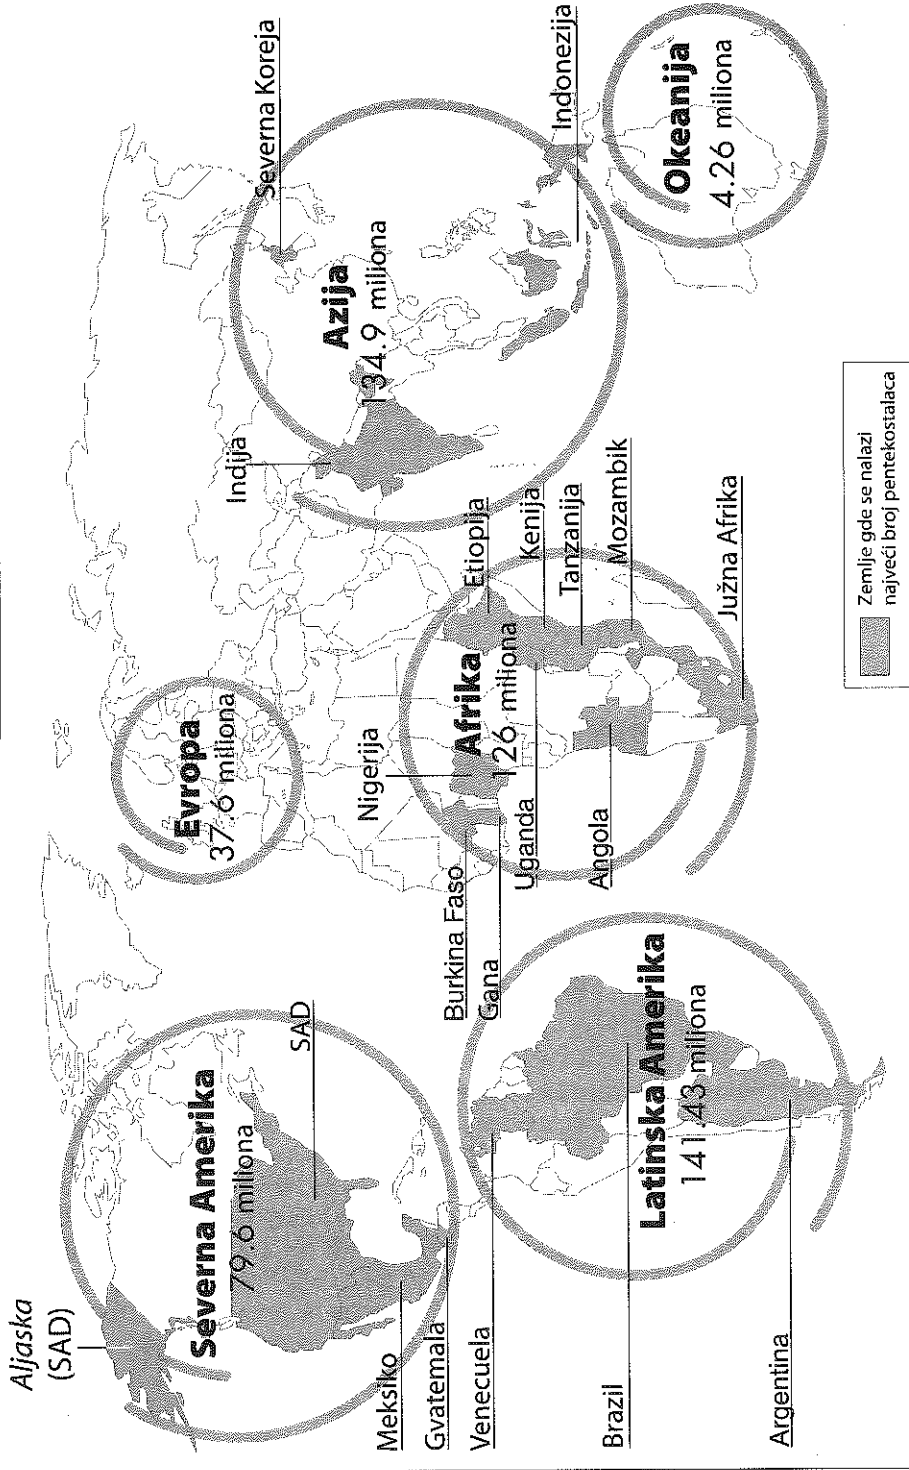 Aljaska
(SAD)
Severna Amerika
79.6 miliona
SAD
Meksiko
Gvatemala
Venecuela
Brazil
Argentina
Latinska Amerika
141.43 miliona
Evropa
37.6 miliona
Nigerija
Burkina Faso
Gana
Afrika
126 miliona
Uganda
Angola
Etiopija
Kenija
Tanzanija
Mozambik
Južna Afrika
Indija
Azija
134.9 miliona
Severna Koreja
Indonezija
Okeanija
4.26 miliona
Zemlje gde se nalazi
najveći broj pentekostalaca